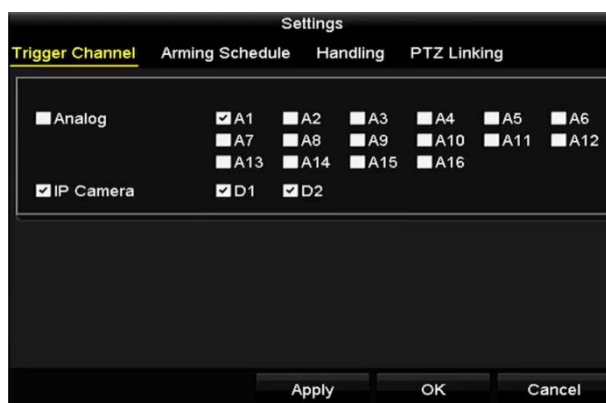 Settings
Trigger Channel Arming Schedule Handling PTZ Linking
Analog A1 A2 A3 A4 A5 A6
A7 A8 A9 A10 A11 A12
A13 A14 A15 A16
IP Camera D1 D2
Apply OK Cancel